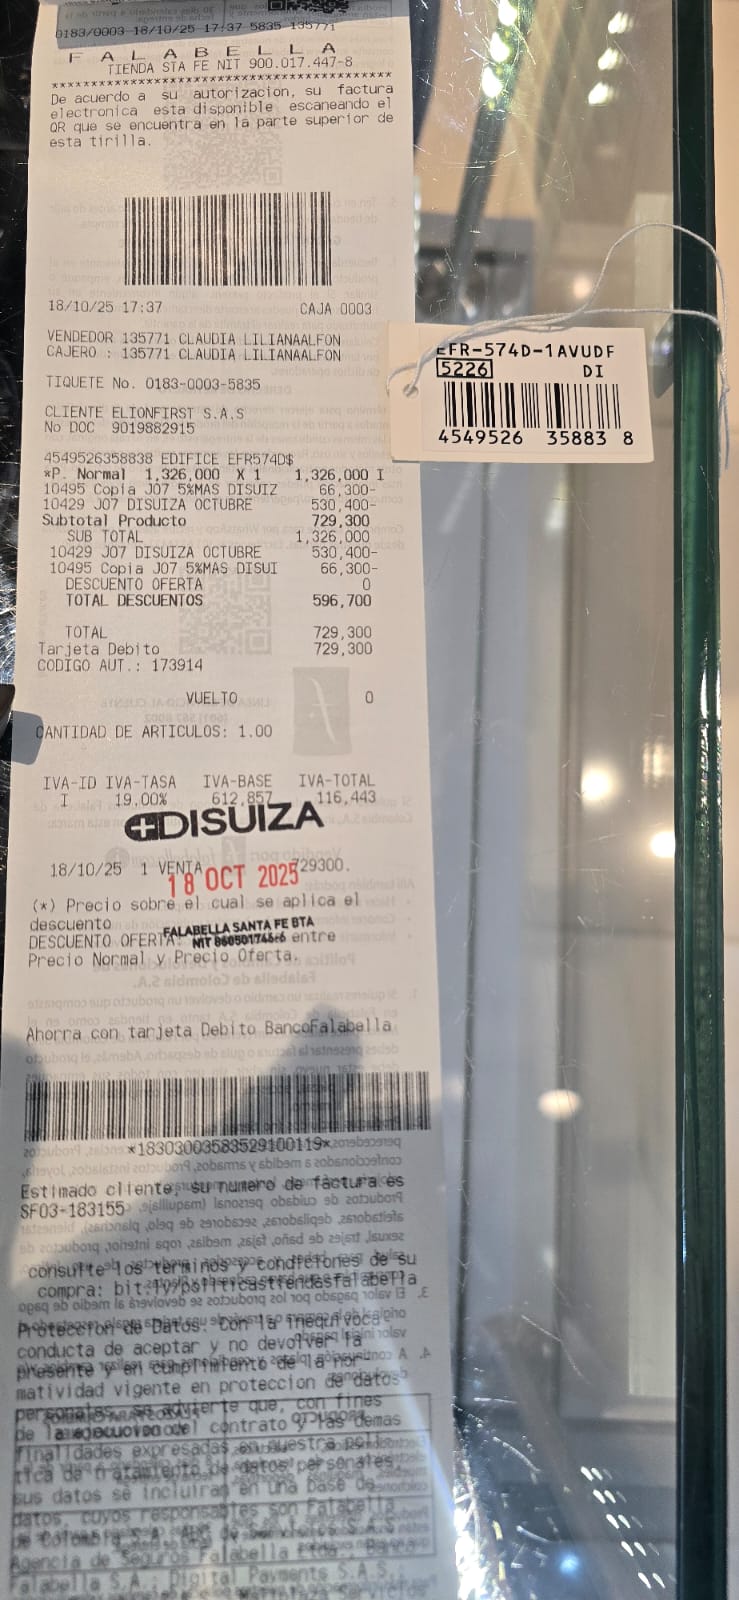 0183/0003-18/10/25 17:37-5835 135771
F A L A B E L L A
TIENDA STA FE NIT 900.017.447-8
****************************************
De acuerdo a su autorizacion, su factura
electronica esta disponible escaneando el
QR que se encuentra en la parte superior de
esta tirilla.
18/10/25 17:37 CAJA 0003
VENDEDOR 135771 CLAUDIA LILIANAALFON
CAJERO : 135771 CLAUDIA LILIANAALFON
TIQUETE No. 0183-0003-5835
CLIENTE ELIONFIRST S.A.S
No DOC 9019882915
4549526358838 EDIFICE EFR574D$
*P. Normal 1,326,000 X 1 1,326,000 I
10495 Copia J07 5%MAS DISUIZ 66,300-
10429 J07 DISUIZA OCTUBRE 530,400-
Subtotal Producto 729,300
SUB TOTAL 1,326,000
10429 J07 DISUIZA OCTUBRE 530,400-
10495 Copia J07 5%MAS DISUI 66,300-
DESCUENTO OFERTA 0
TOTAL DESCUENTOS 596,700
TOTAL 729,300
Tarjeta Debito 729,300
CODIGO AUT.: 173914
VUELTO 0
CANTIDAD DE ARTICULOS: 1.00
IVA-ID IVA-TASA IVA-BASE IVA-TOTAL
I 19.00% 612,857 116,443
DISUIZA
18/10/25 1 VENTA 729300.
18 OCT 2025
(*) Precio sobre el cual se aplica el
descuento
FALABELLA SANTA FE BTA
DESCUENTO OFERTA: NIT 860501746-6 entre
Precio Normal y Precio Oferta.
Ahorra con tarjeta Debito BancoFalabella
*18303003583529100119*
Estimado cliente, su numero de factura es
SF03-183155
consulte los terminos y condiciones de su
compra: bit.ly/politicastiendasfalabella
Proteccion de Datos: Con la inequivoca
conducta de aceptar y no devolver la
presente y en cumplimiento de la nor-
matividad vigente en proteccion de datos
personales, se advierte que, con fines
de la ejecucion del contrato y las demas
finalidades expresadas en nuestra poli-
tica de tratamiento de datos personales,
sus datos se incluiran en una base de
datos, cuyos responsables son Falabella
de Colombia S.A.,
Agencia de Seguros Falabella Ltda.,
Falabella S.A., Digital Payments S.A.S.,
EFR-574D-1AVUDF
5226 DI
4549526 35883 8